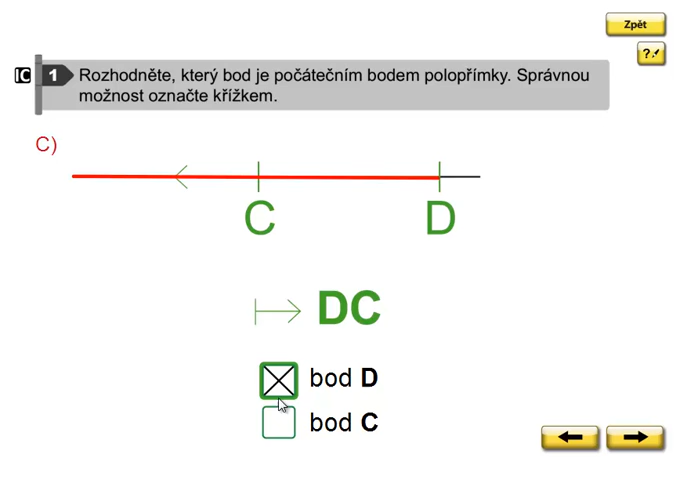 Zpět
?
IC 1 Rozhodněte, který bod je počátečním bodem polopřímky. Správnou
možnost označte křížkem.
C)
C D
DC
bod D
bod C